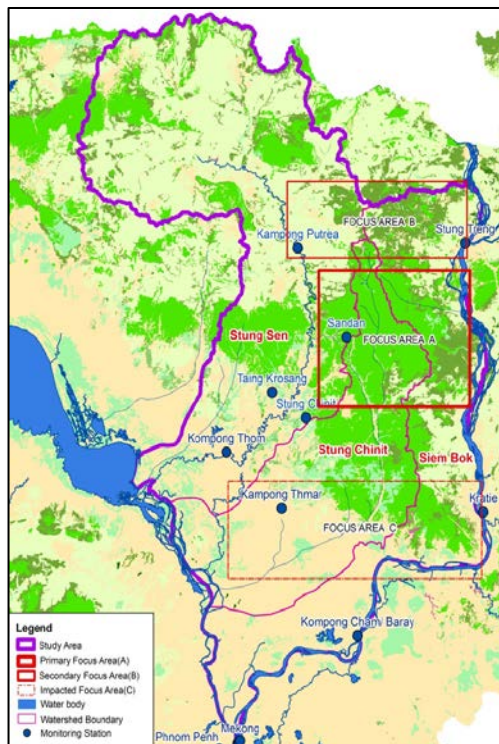 FOCUS AREA B
Stung Treng
Kampong Putrea
Sandan
FOCUS AREA A
Stung Sen
Taing Krosang
Stung Chinit
Kompong Thom
Stung Chinit
Siem Bok
Kampong Thmar
Kratie
FOCUS AREA C
Kompong Cham/ Baray
Legend
Study Area
Primary Focus Area(A)
Secondary Focus Area(B)
Impacted Focus Area(C)
Water body
Watershed Boundary
Monitoring Station
Mekong
Phnom Penh